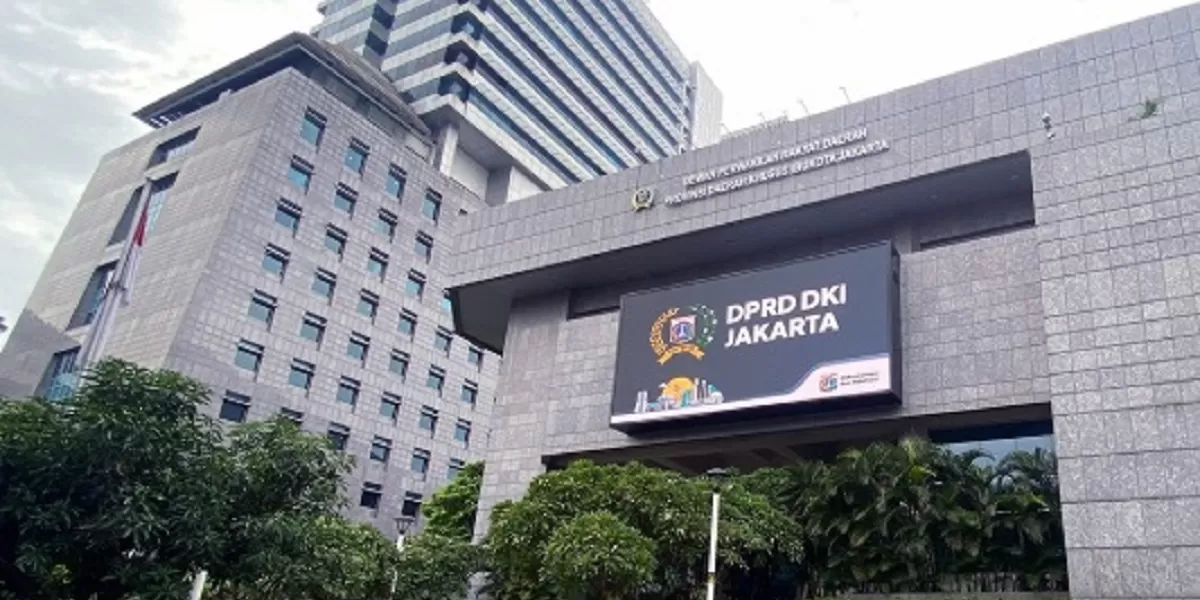 DEWAN PERWAKILAN RAKYAT DAERAH
PROVINSI DAERAH KHUSUS IBUKOTA JAKARTA
DPRD DKI
JAKARTA